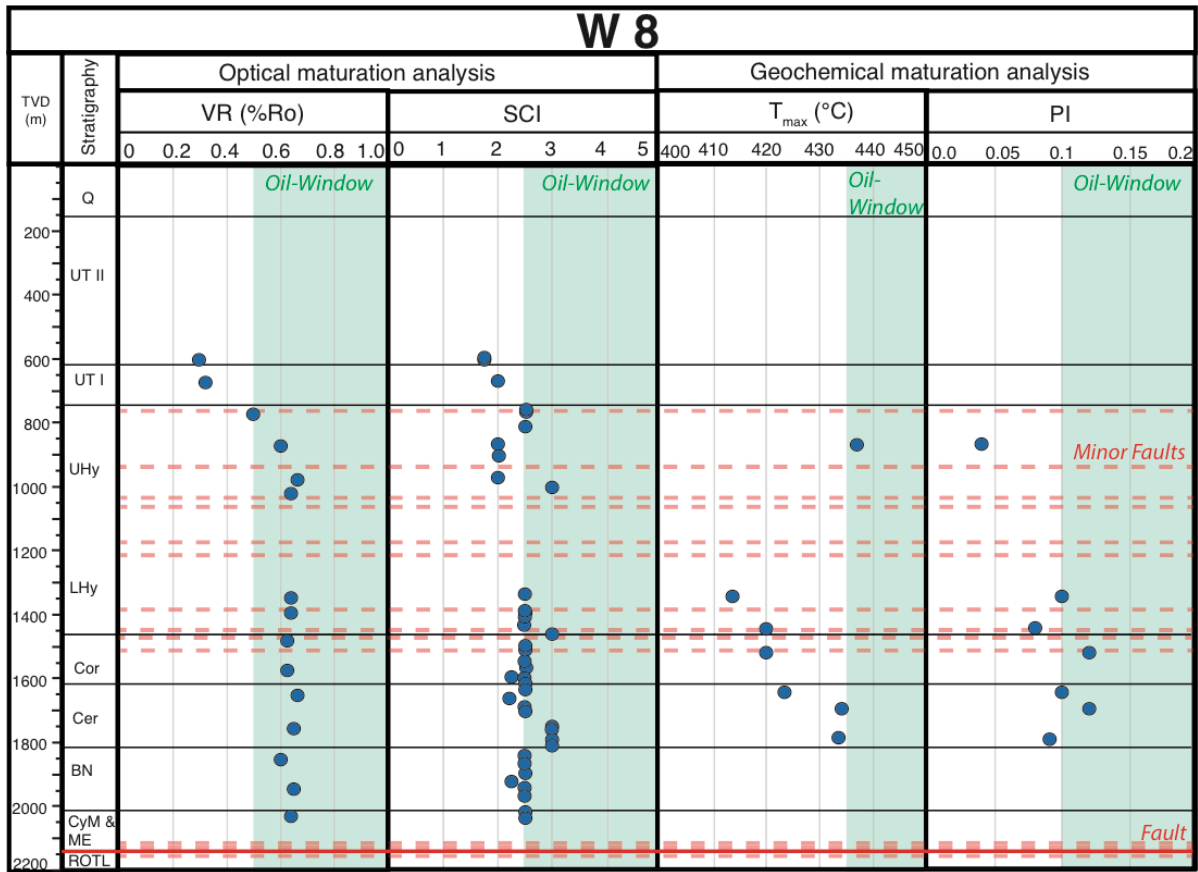 W 8
TVD
(m)
Stratigraphy
Optical maturation analysis
Geochemical maturation analysis
VR (%Ro)
SCI
Tmax (°C)
PI
0 0.2 0.4 0.6 0.8 1.0
0 1 2 3 4 5
400 410 420 430 440 450
0.0 0.05 0.1 0.15 0.2
Oil-Window
Oil-Window
Oil-
Window
Oil-Window
Q
200
UT II
400
600
UT I
800
UHy
Minor Faults
1000
1200
LHy
1400
Cor
1600
Cer
1800
BN
2000
CyM &
ME
Fault
2200
ROTL